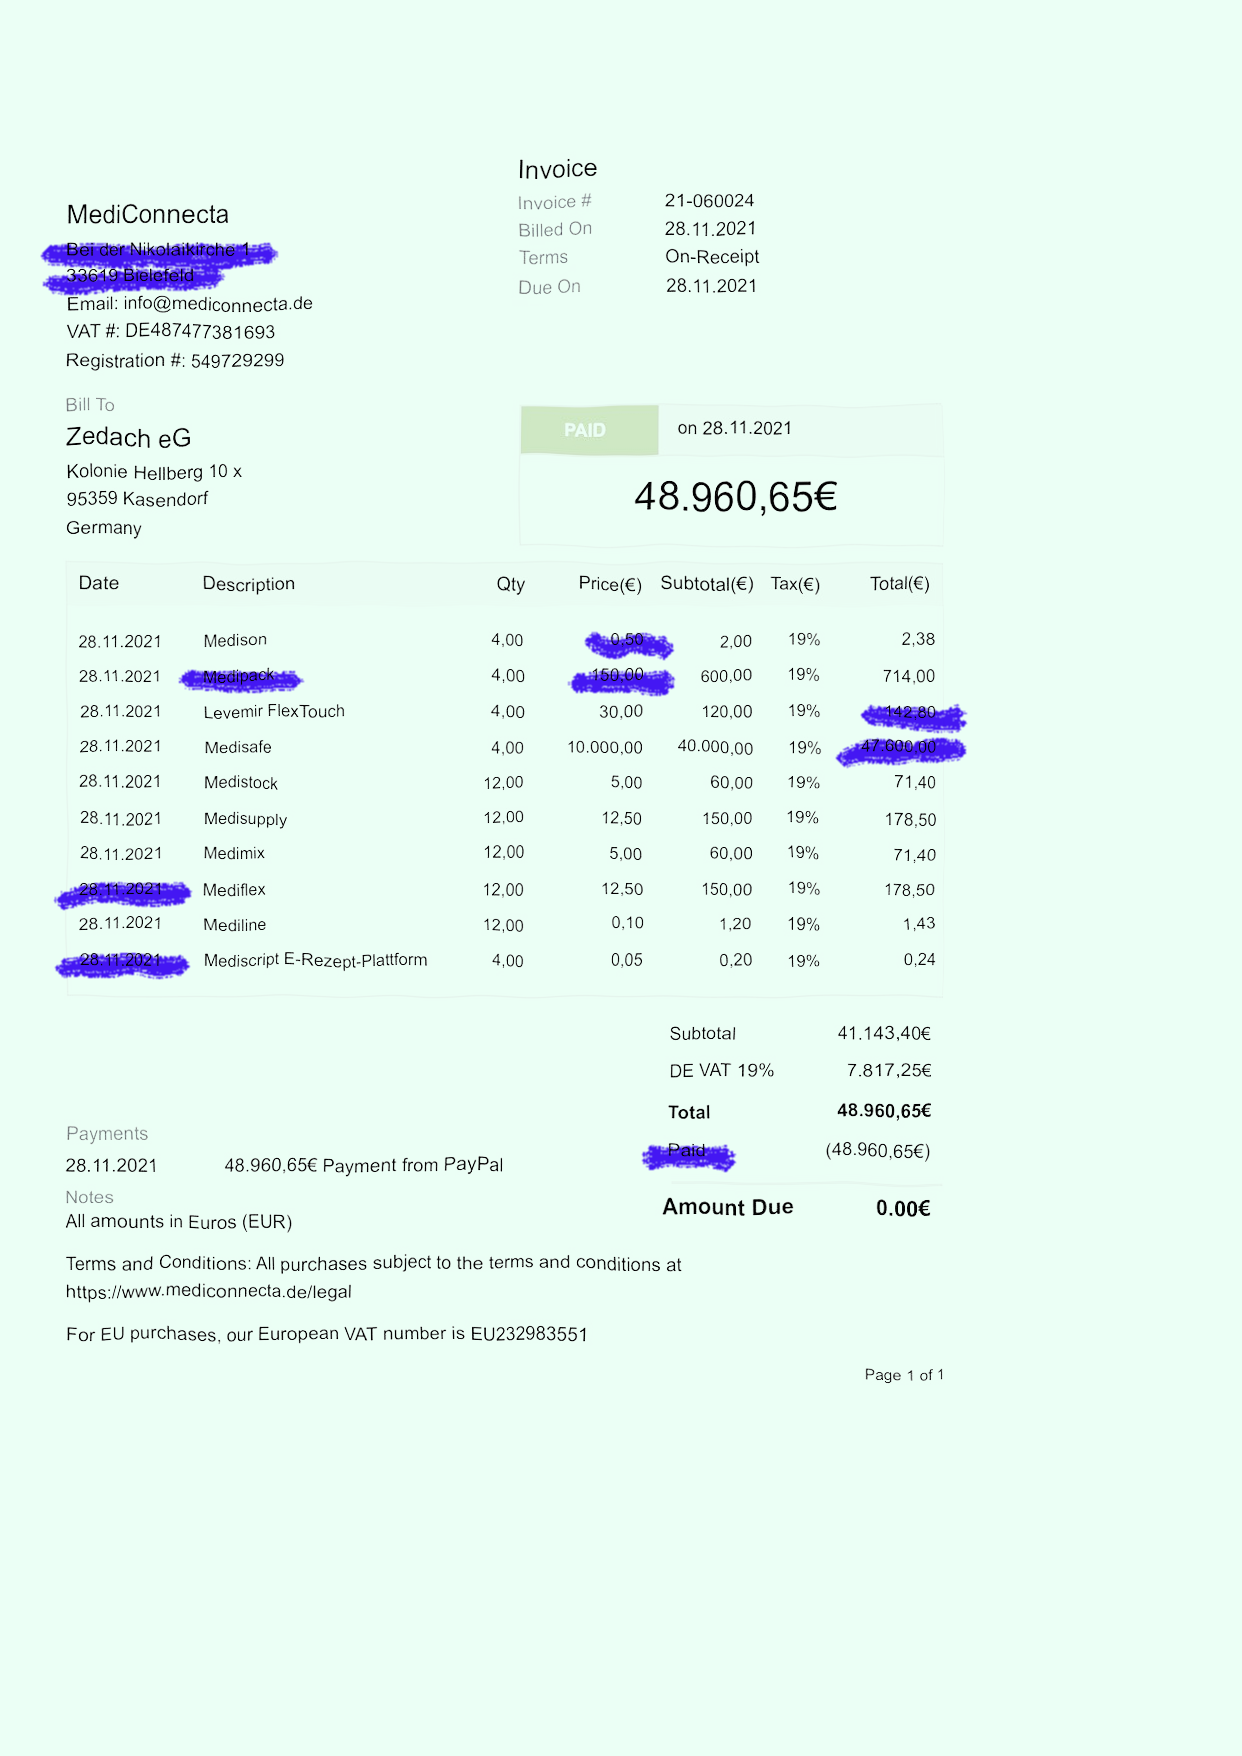 Invoice
Invoice # 21-060024
Billed On 28.11.2021
Terms On-Receipt
Due On 28.11.2021
MediConnecta
Bei der Nikolaikirche 1
33619 Bielefeld
Email: info@mediconnecta.de
VAT #: DE487477381693
Registration #: 549729299
Bill To
Zedach eG
Kolonie Hellberg 10 x
95359 Kasendorf
Germany
PAID on 28.11.2021
48.960,65€
Date Description Qty Price(€) Subtotal(€) Tax(€) Total(€)
28.11.2021 Medison 4,00 0,50 2,00 19% 2,38
28.11.2021 Medipack 4,00 150,00 600,00 19% 714,00
28.11.2021 Levemir FlexTouch 4,00 30,00 120,00 19% 142,80
28.11.2021 Medisafe 4,00 10.000,00 40.000,00 19% 47.600,00
28.11.2021 Medistock 12,00 5,00 60,00 19% 71,40
28.11.2021 Medisupply 12,00 12,50 150,00 19% 178,50
28.11.2021 Medimix 12,00 5,00 60,00 19% 71,40
28.11.2021 Mediflex 12,00 12,50 150,00 19% 178,50
28.11.2021 Mediline 12,00 0,10 1,20 19% 1,43
28.11.2021 Mediscript E-Rezept-Plattform 4,00 0,05 0,20 19% 0,24
Subtotal 41.143,40€
DE VAT 19% 7.817,25€
Total 48.960,65€
Paid (48.960,65€)
Payments
28.11.2021 48.960,65€ Payment from PayPal
Notes
All amounts in Euros (EUR)
Amount Due 0.00€
Terms and Conditions: All purchases subject to the terms and conditions at
https://www.mediconnecta.de/legal
For EU purchases, our European VAT number is EU232983551
Page 1 of 1